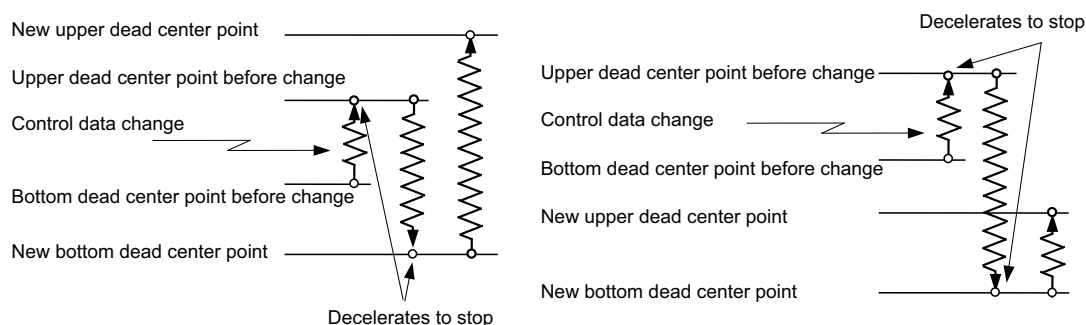 New upper dead center point
Upper dead center point before change
Control data change
Bottom dead center point before change
New bottom dead center point
Decelerates to stop
Decelerates to stop
Upper dead center point before change
Control data change
Bottom dead center point before change
New upper dead center point
New bottom dead center point